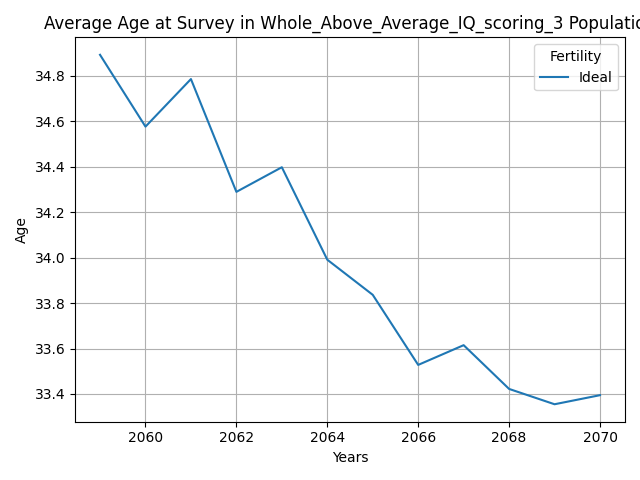 Average Age at Survey in Whole_Above_Average_IQ_scoring_3 Populatio
Fertility
Ideal
34.8
34.6
34.4
34.2
34.0
33.8
33.6
33.4
Age
2060 2062 2064 2066 2068 2070
Years